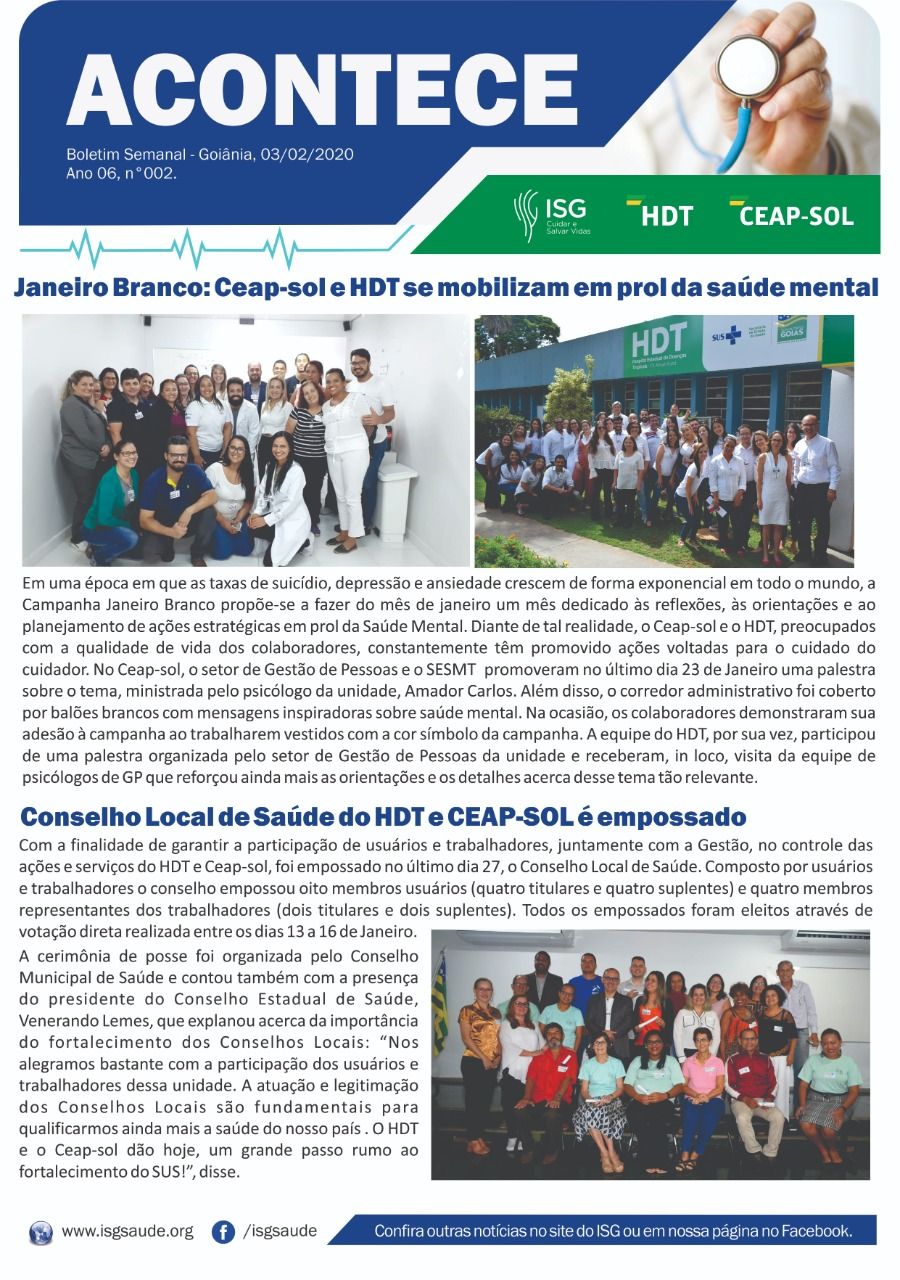 ACONTECE
Boletim Semanal - Goiânia, 03/02/2020
Ano 06, n°002.
ISG
Cuidar e
Salvar Vidas
HDT
CEAP-SOL
Janeiro Branco: Ceap-sol e HDT se mobilizam em prol da saúde mental
HDT
Hospital Estadual de Doenças
SUS
GOIÁS
Em uma época em que as taxas de suicídio, depressão e ansiedade crescem de forma exponencial em todo o mundo, a
Campanha Janeiro Branco propõe-se a fazer do mês de janeiro um mês dedicado às reflexões, às orientações e ao
planejamento de ações estratégicas em prol da Saúde Mental. Diante de tal realidade, o Ceap-sol e o HDT, preocupados
com a qualidade de vida dos colaboradores, constantemente têm promovido ações voltadas para o cuidado do
cuidador. No Ceap-sol, o setor de Gestão de Pessoas e o SESMT promoveram no último dia 23 de Janeiro uma palestra
sobre o tema, ministrada pelo psicólogo da unidade, Amador Carlos. Além disso, o corredor administrativo foi coberto
por balões brancos com mensagens inspiradoras sobre saúde mental. Na ocasião, os colaboradores demonstraram sua
adesão à campanha ao trabalharem vestidos com a cor símbolo da campanha. A equipe do HDT, por sua vez, participou
de uma palestra organizada pelo setor de Gestão de Pessoas da unidade e receberam, in loco, visita da equipe de
psicólogos de GP que reforçou ainda mais as orientações e os detalhes acerca desse tema tão relevante.
Conselho Local de Saúde do HDT e CEAP-SOL é empossado
Com a finalidade de garantir a participação de usuários e trabalhadores, juntamente com a Gestão, no controle das
ações e serviços do HDT e Ceap-sol, foi empossado no último dia 27, o Conselho Local de Saúde. Composto por usuários
e trabalhadores o conselho empossou oito membros usuários (quatro titulares e quatro suplentes) e quatro membros
representantes dos trabalhadores (dois titulares e dois suplentes). Todos os empossados foram eleitos através de
votação direta realizada entre os dias 13 a 16 de Janeiro.
A cerimônia de posse foi organizada pelo Conselho
Municipal de Saúde e contou também com a presença
do presidente do Conselho Estadual de Saúde,
Venerando Lemes, que explanou acerca da importância
do fortalecimento dos Conselhos Locais: “Nos
alegramos bastante com a participação dos usuários e
trabalhadores dessa unidade. A atuação e legitimação
dos Conselhos Locais são fundamentais para
qualificarmos ainda mais a saúde do nosso país . O HDT
e o Ceap-sol dão hoje, um grande passo rumo ao
fortalecimento do SUS!”, disse.
www.isgsaude.org
/isgsaude
Confira outras notícias no site do ISG ou em nossa página no Facebook.